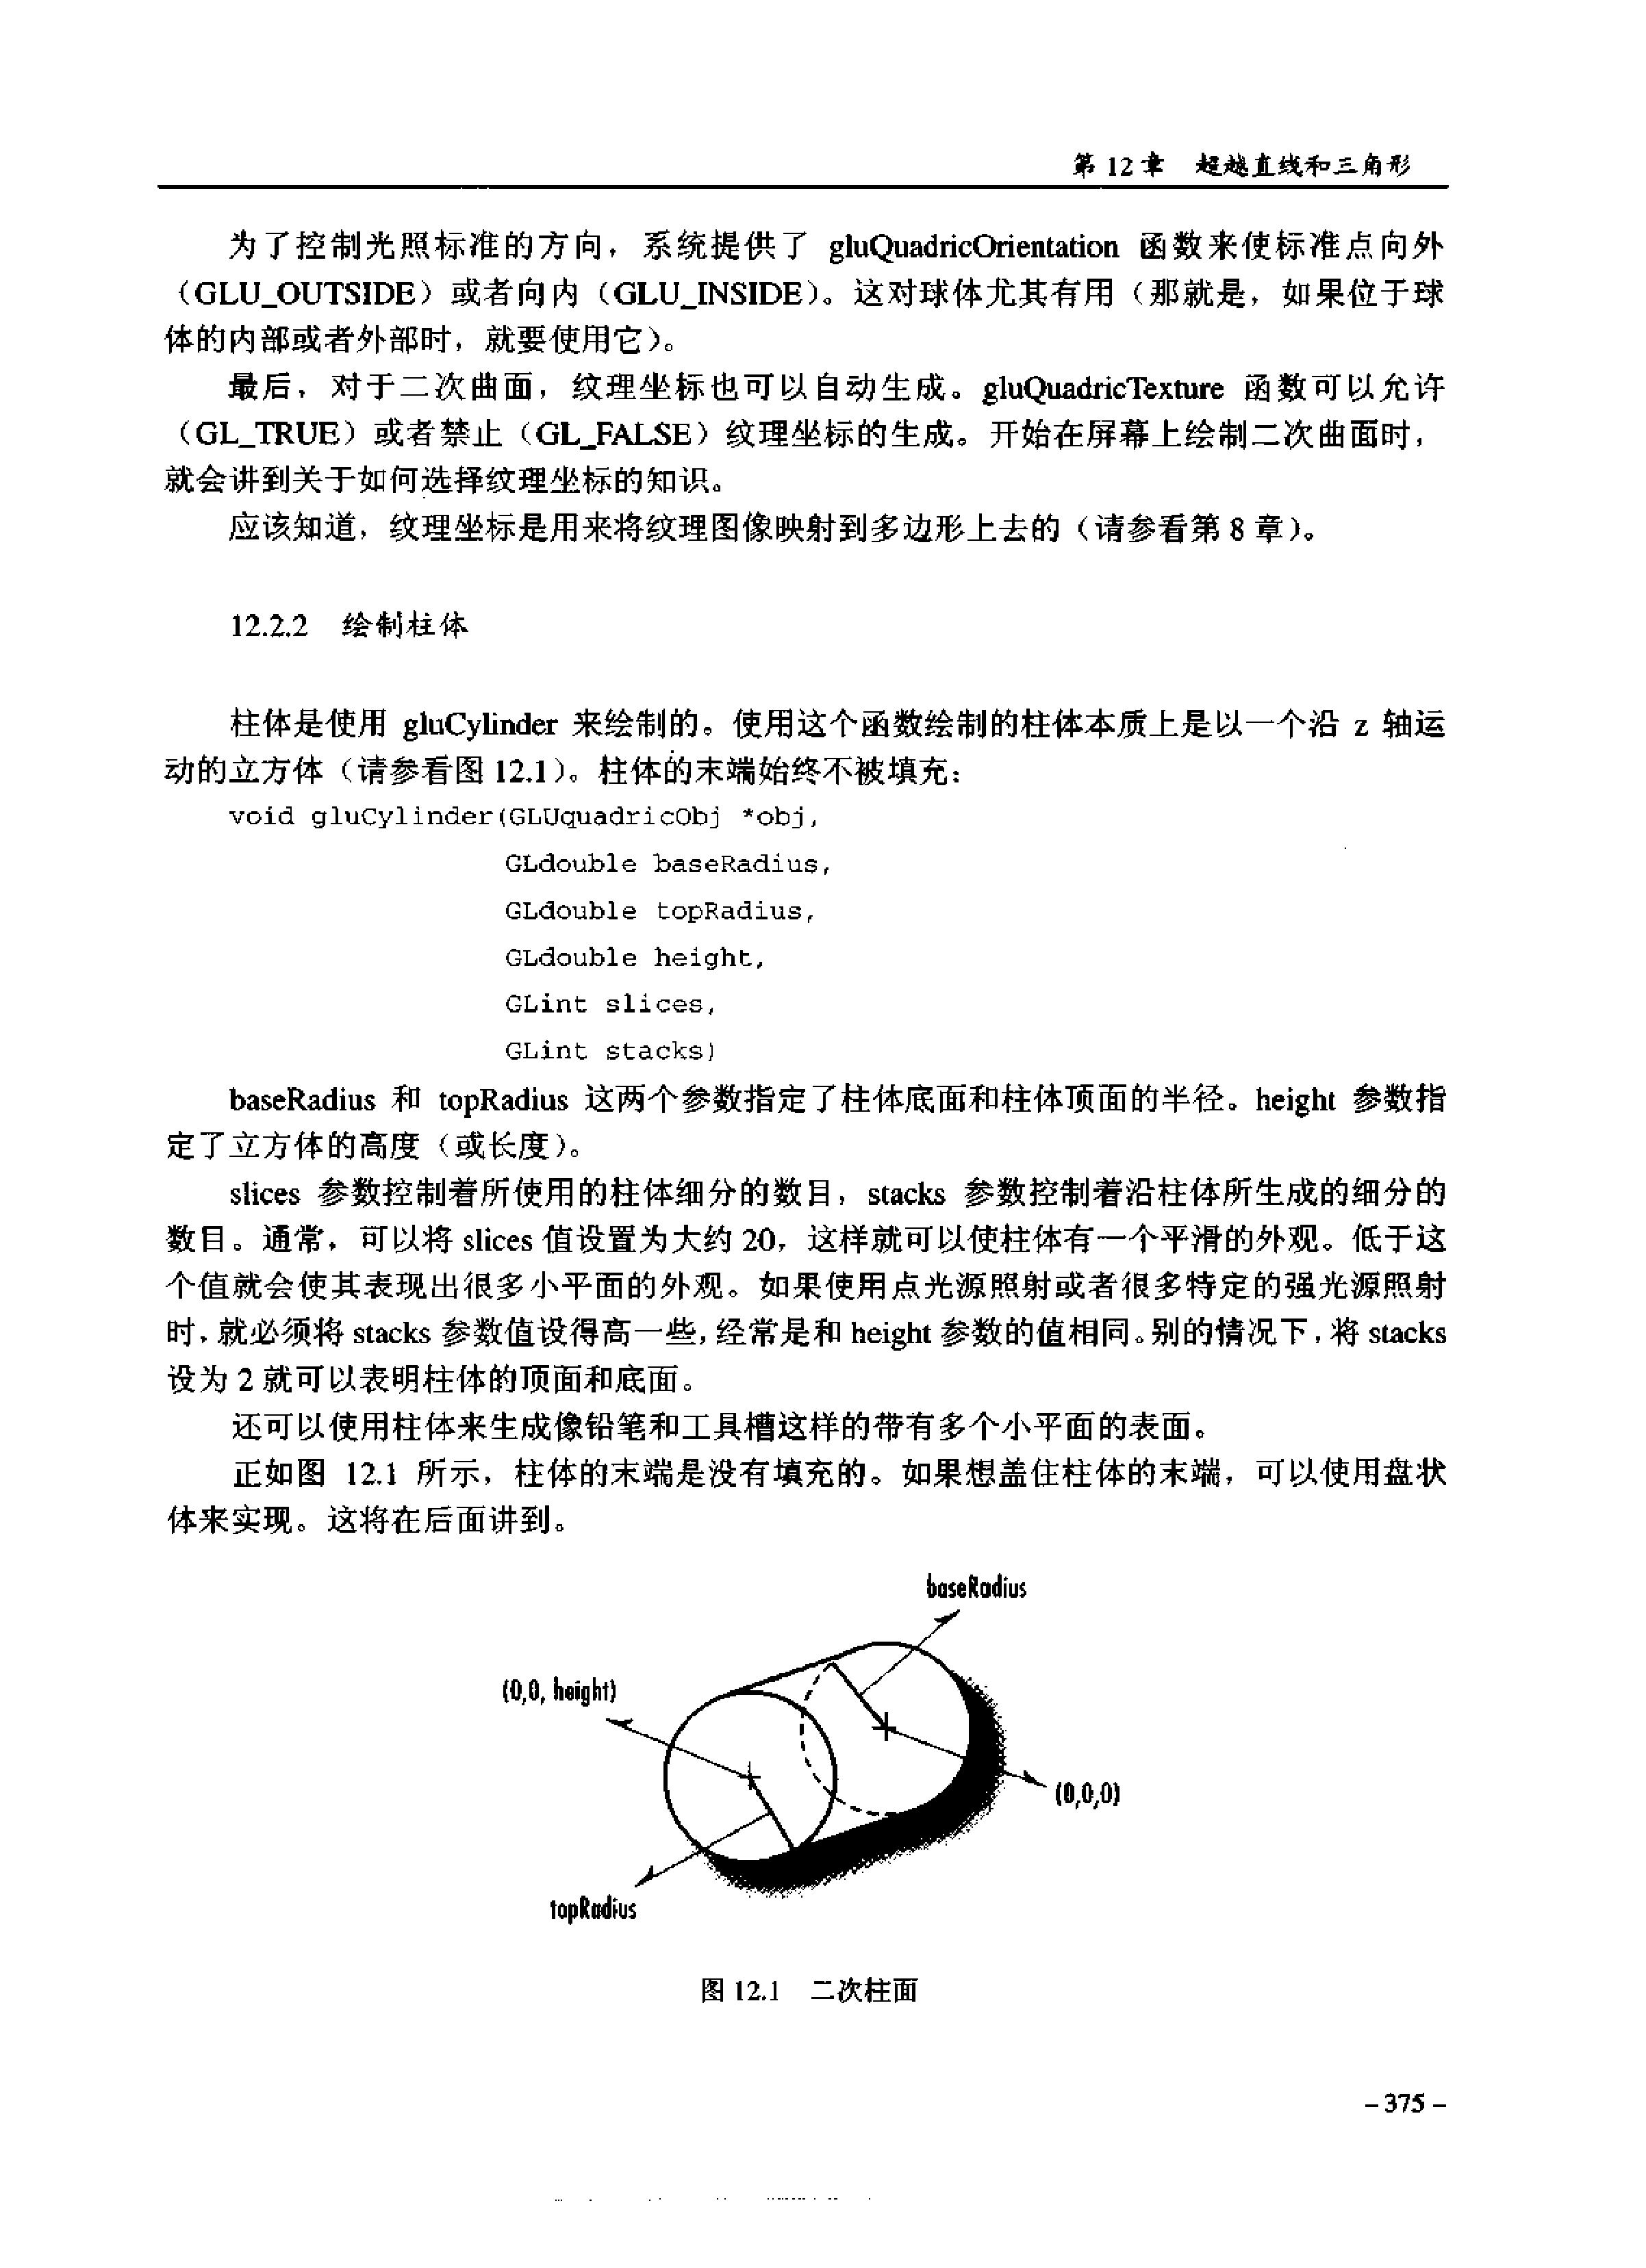 第 12 章 超越直线和三角形
为了控制光照标准的方向，系统提供了 gluQuadricOrientation 函数来使标准点向外
（GLU_OUTSIDE）或者向内（GLU_INSIDE）。这对球体尤其有用（那就是，如果位于球
体的内部或者外部时，就要使用它）。
最后，对于二次曲面，纹理坐标也可以自动生成。gluQuadricTexture 函数可以允许
（GL_TRUE）或者禁止（GL_FALSE）纹理坐标的生成。开始在屏幕上绘制二次曲面时，
就会讲到关于如何选择纹理坐标的知识。
应该知道，纹理坐标是用来将纹理图像映射到多边形上去的（请参看第 8 章）。
12.2.2 绘制柱体
柱体是使用 gluCylinder 来绘制的。使用这个函数绘制的柱体本质上是以一个沿 z 轴运
动的立方体（请参看图 12.1）。柱体的末端始终不被填充：
void gluCylinder(GLUquadricObj *obj,
GLdouble baseRadius,
GLdouble topRadius,
GLdouble height,
GLint slices,
GLint stacks)
baseRadius 和 topRadius 这两个参数指定了柱体底面和柱体顶面的半径。height 参数指
定了立方体的高度（或长度）。
slices 参数控制着所使用的柱体细分的数目，stacks 参数控制着沿柱体所生成的细分的
数目。通常，可以将 slices 值设置为大约 20，这样就可以使柱体有一个平滑的外观。低于这
个值就会使其表现出很多小平面的外观。如果使用点光源照射或者很多特定的强光源照射
时，就必须将 stacks 参数值设得高一些，经常是和 height 参数的值相同。别的情况下，将 stacks
设为 2 就可以表明柱体的顶面和底面。
还可以使用柱体来生成像铅笔和工具槽这样的带有多个小平面的表面。
正如图 12.1 所示，柱体的末端是没有填充的。如果想盖住柱体的末端，可以使用盘状
体来实现。这将在后面讲到。
baseRadius
(0,0, height)
(0,0,0)
topRadius
图 12.1 二次柱面
- 375 -